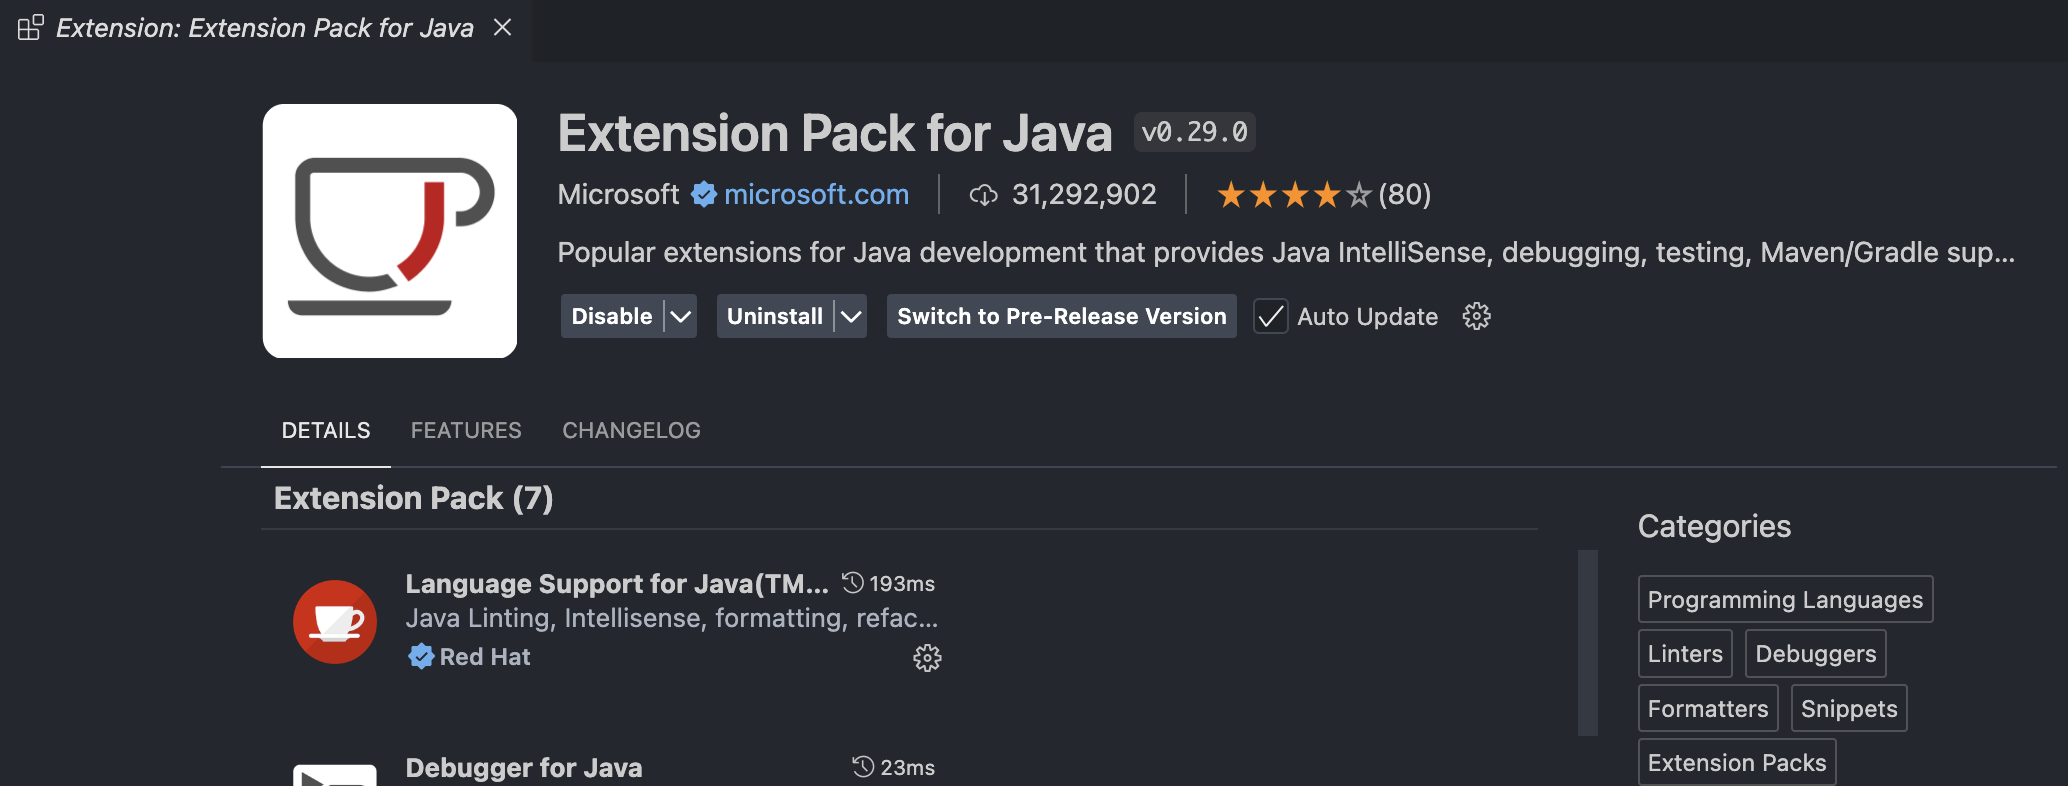 Extension: Extension Pack for Java
Extension Pack for Java v0.29.0
Microsoft microsoft.com 31,292,902 (80)
Popular extensions for Java development that provides Java IntelliSense, debugging, testing, Maven/Gradle sup...
Disable Uninstall Switch to Pre-Release Version Auto Update
DETAILS FEATURES CHANGELOG
Extension Pack (7)
Language Support for Java(TM... 193ms
Java Linting, Intellisense, formatting, refac...
Red Hat
Debugger for Java 23ms
Categories
Programming Languages
Linters Debuggers
Formatters Snippets
Extension Packs